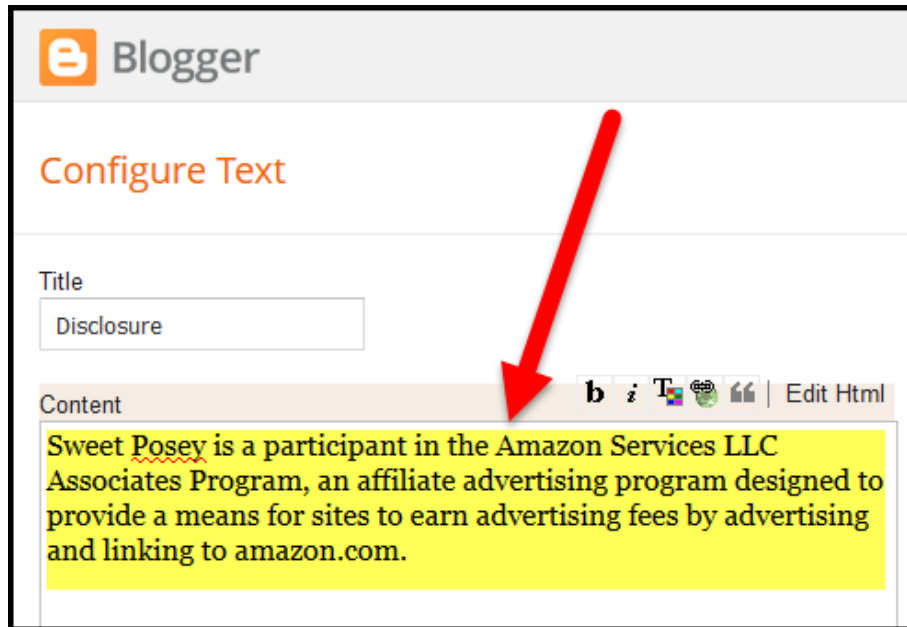 Blogger
Configure Text
Title
Disclosure
Content
b i T | Edit Html
Sweet Posey is a participant in the Amazon Services LLC
Associates Program, an affiliate advertising program designed to
provide a means for sites to earn advertising fees by advertising
and linking to amazon.com.